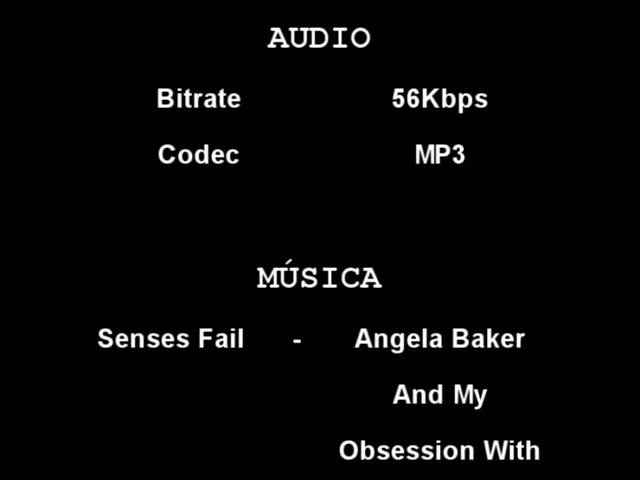 AUDIO
Bitrate 56Kbps
Codec MP3
MÚSICA
Senses Fail - Angela Baker
And My
Obsession With